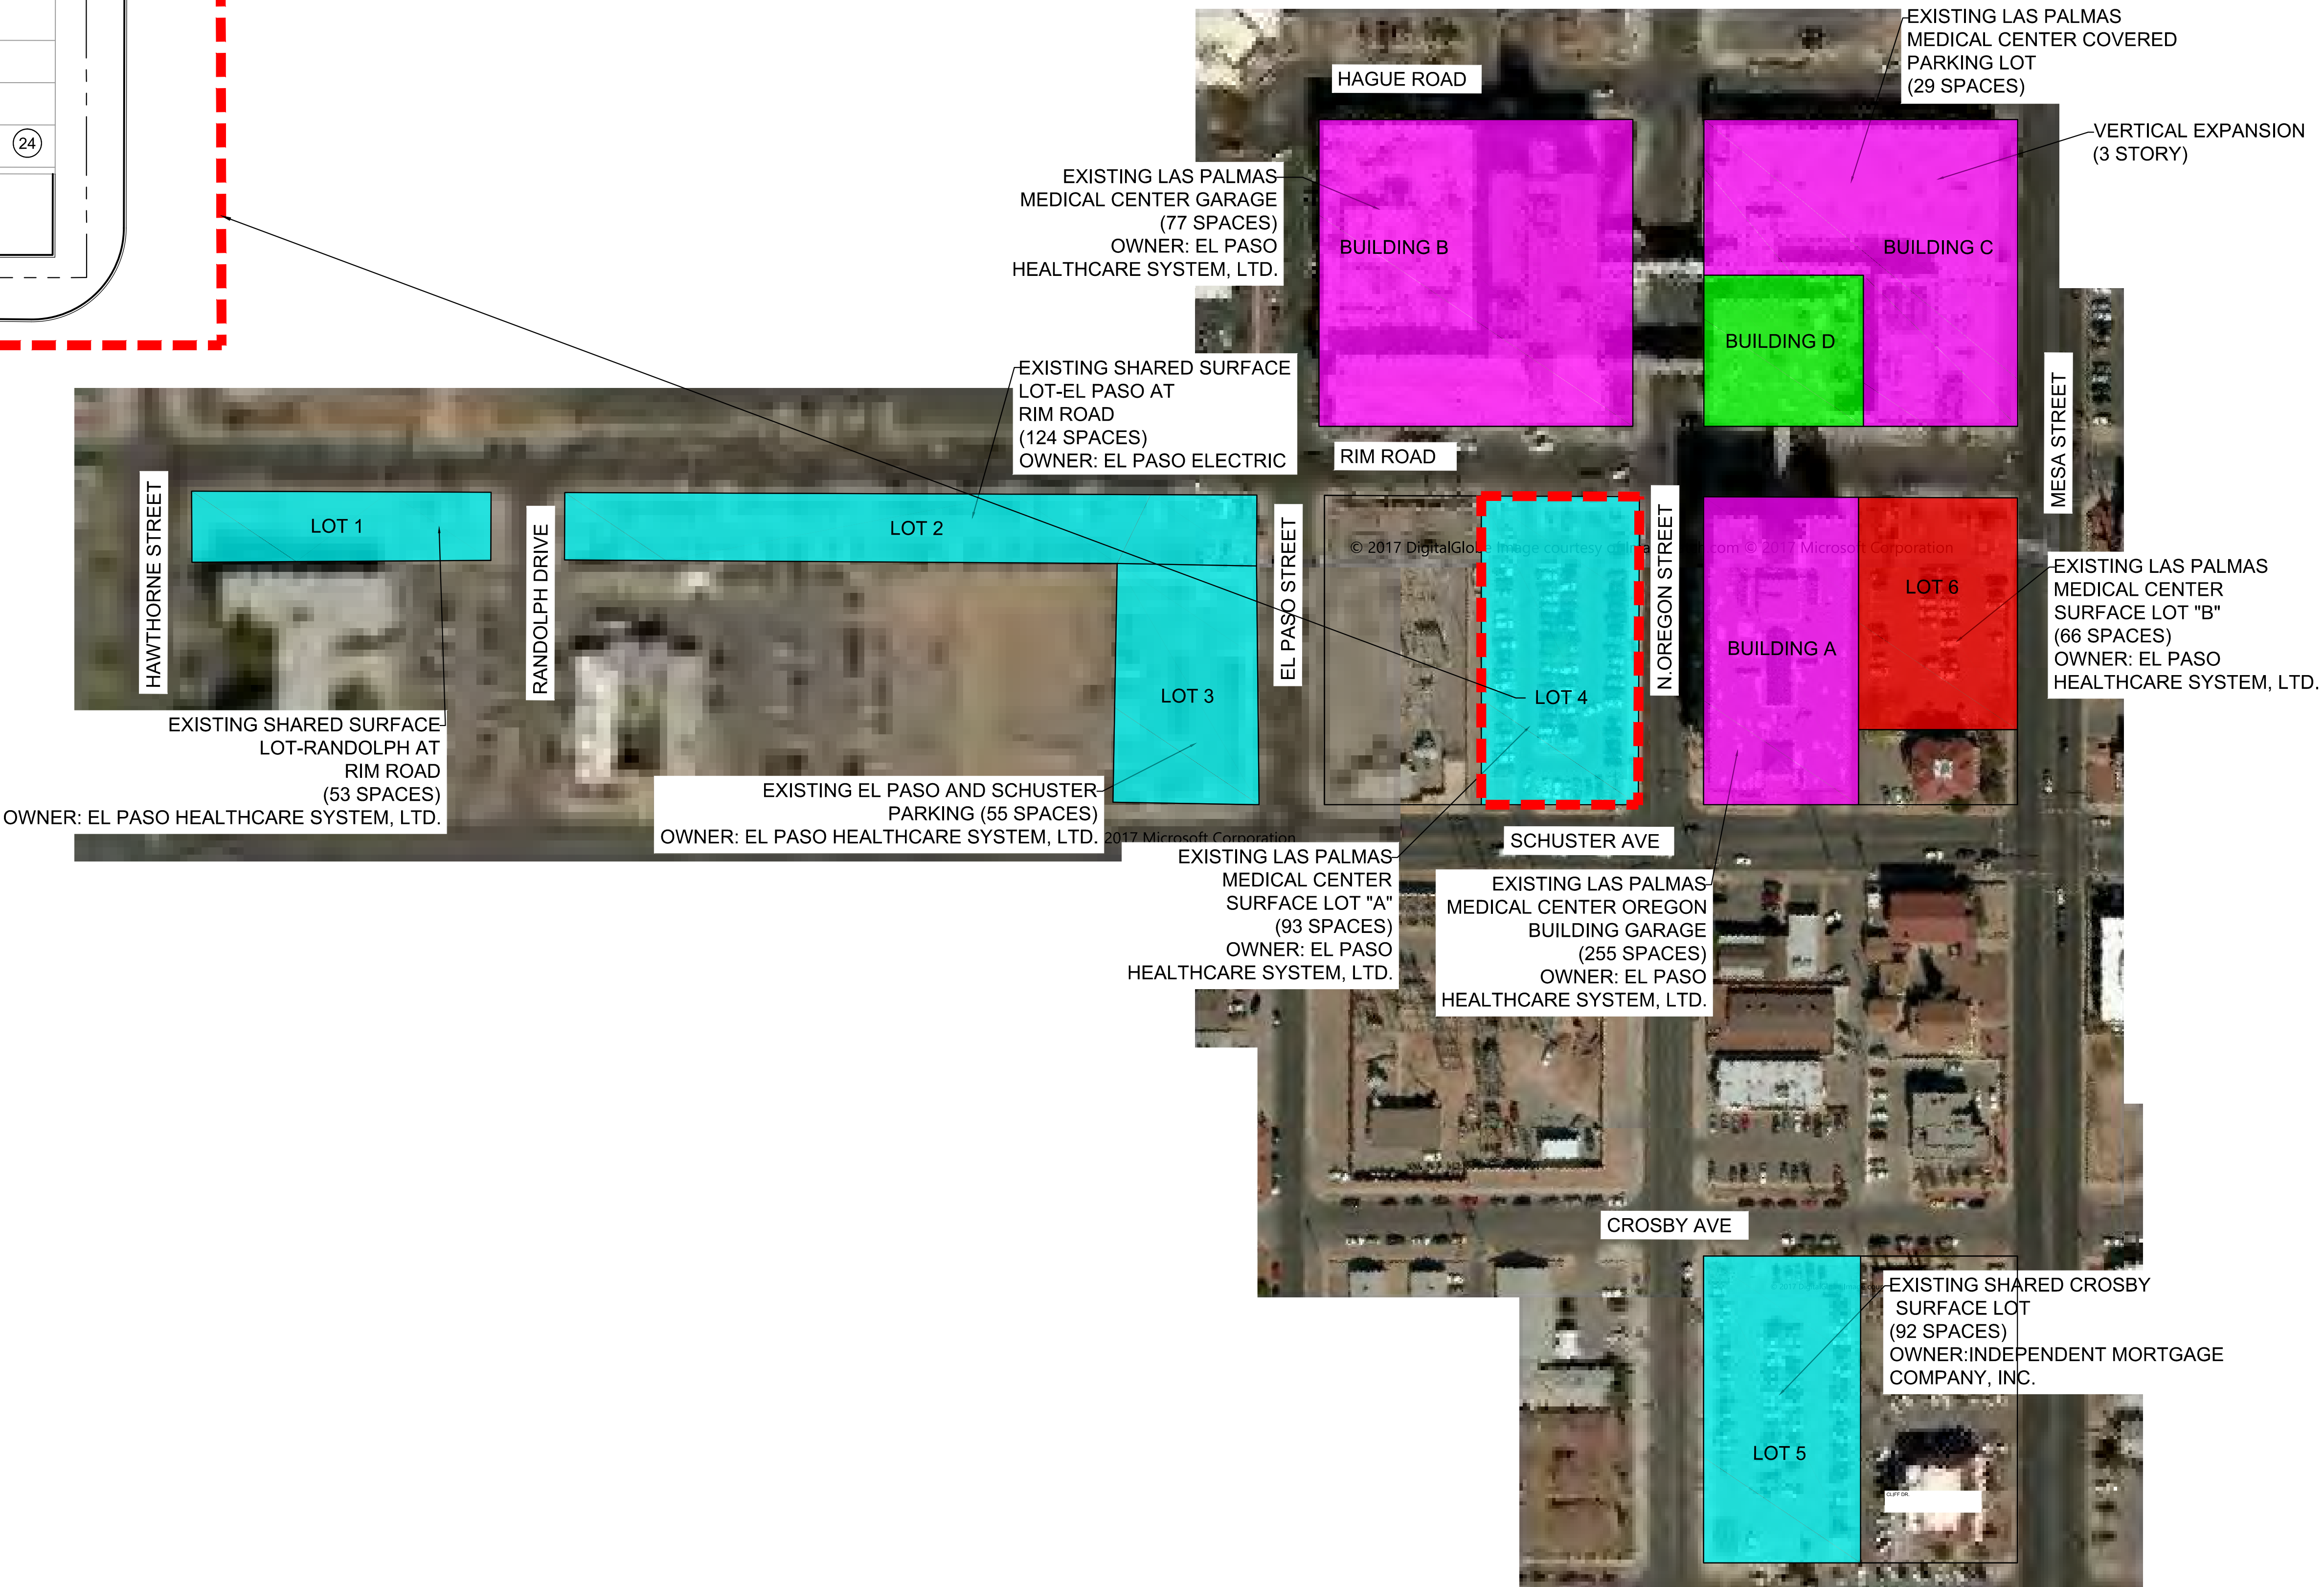 24
HAGUE ROAD
EXISTING LAS PALMAS
MEDICAL CENTER COVERED
PARKING LOT
(29 SPACES)
VERTICAL EXPANSION
(3 STORY)
EXISTING LAS PALMAS
MEDICAL CENTER GARAGE
(77 SPACES)
OWNER: EL PASO
HEALTHCARE SYSTEM, LTD.
BUILDING B
BUILDING C
BUILDING D
EXISTING SHARED SURFACE
LOT-EL PASO AT
RIM ROAD
(124 SPACES)
OWNER: EL PASO ELECTRIC
RIM ROAD
MESA STREET
HAWTHORNE STREET
LOT 1
RANDOLPH DRIVE
LOT 2
EL PASO STREET
N.OREGON STREET
© 2017 DigitalGlobe Image courtesy of
.com © 2017 Microsoft Corporation
LOT 3
LOT 4
BUILDING A
LOT 6
EXISTING LAS PALMAS
MEDICAL CENTER
SURFACE LOT "B"
(66 SPACES)
OWNER: EL PASO
HEALTHCARE SYSTEM, LTD.
EXISTING SHARED SURFACE
LOT-RANDOLPH AT
RIM ROAD
(53 SPACES)
OWNER: EL PASO HEALTHCARE SYSTEM, LTD.
EXISTING EL PASO AND SCHUSTER
PARKING (55 SPACES)
OWNER: EL PASO HEALTHCARE SYSTEM, LTD.
2017 Microsoft Corporation
SCHUSTER AVE
EXISTING LAS PALMAS
MEDICAL CENTER
SURFACE LOT "A"
(93 SPACES)
OWNER: EL PASO
HEALTHCARE SYSTEM, LTD.
EXISTING LAS PALMAS
MEDICAL CENTER OREGON
BUILDING GARAGE
(255 SPACES)
OWNER: EL PASO
HEALTHCARE SYSTEM, LTD.
CROSBY AVE
EXISTING SHARED CROSBY
SURFACE LOT
(92 SPACES)
OWNER:INDEPENDENT MORTGAGE
COMPANY, INC.
LOT 5
CLIFF DR.